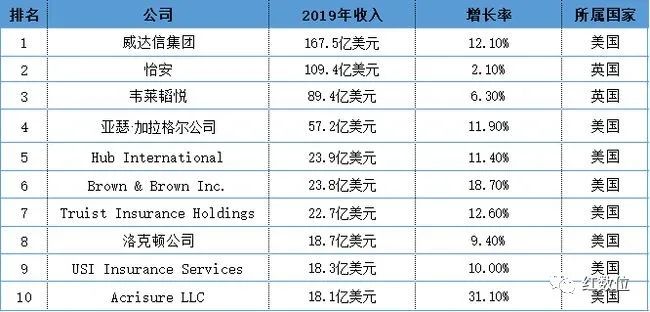 排名 公司 2019年收入 增长率 所属国家
1 威达信集团 167.5亿美元 12.10% 美国
2 怡安 109.4亿美元 2.10% 英国
3 韦莱韬悦 89.4亿美元 6.30% 英国
4 亚瑟·加拉格尔公司 57.2亿美元 11.90% 美国
5 Hub International 23.9亿美元 11.40% 美国
6 Brown & Brown Inc. 23.8亿美元 18.70% 美国
7 Truist Insurance Holdings 22.7亿美元 12.60% 美国
8 洛克顿公司 18.7亿美元 9.40% 美国
9 USI Insurance Services 18.3亿美元 10.00% 美国
10 Acrisure LLC 18.1亿美元 31.10% 美国
红数位